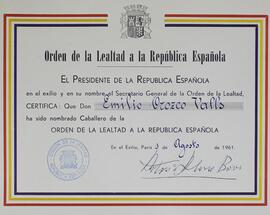 Orden de la Lealtad a la República Española
EL PRESIDENTE DE LA REPUBLICA ESPAÑOLA
en el exilio y en su nombre el Secretario General de la Orden de la Lealtad,
CERTIFICA: Que Don Emilio Orozco Valls
ha sido nombrado Caballero de la
ORDEN DE LA LEALTAD A LA REPUBLICA ESPAÑOLA
En el Exilio, París 9 de Agosto de 1961